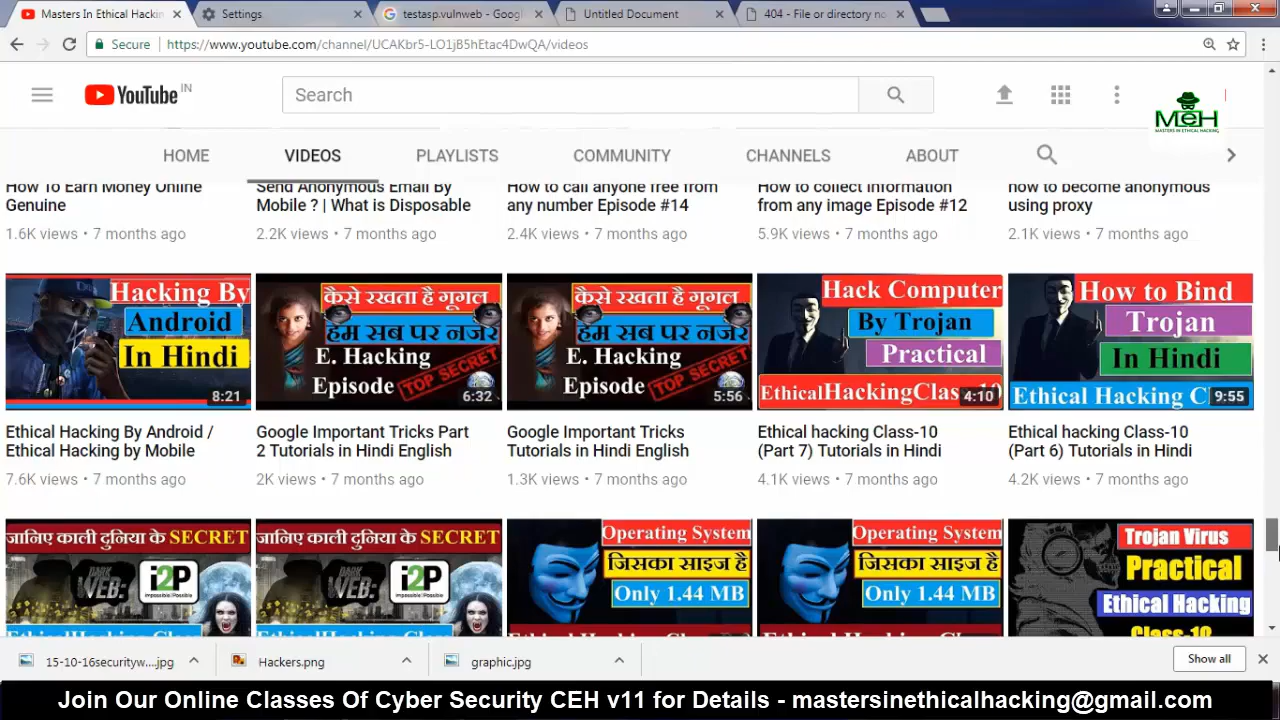 Masters In Ethical Hackin
Settings
testasp.vulnweb - Goog
Untitled Document
404 - File or directory no
Secure
https://www.youtube.com/channel/UCAKbr5-LO1jB5hEtac4DwQA/videos
YouTube IN
Search
MeH
MASTERS IN ETHICAL HACKING
HOME
VIDEOS
PLAYLISTS
COMMUNITY
CHANNELS
ABOUT
How To Earn Money Online
Genuine
1.6K views • 7 months ago
Send Anonymous Email By
Mobile ? | What is Disposable
2.2K views • 7 months ago
How to call anyone free from
any number Episode #14
2.4K views • 7 months ago
How to collect information
from any image Episode #12
5.9K views • 7 months ago
how to become anonymous
using proxy
2.1K views • 7 months ago
Hacking By
Android
In Hindi
8:21
Ethical Hacking By Android /
Ethical Hacking by Mobile
7.6K views • 7 months ago
कैसे रखता है गूगल
हम सब पर नजर
E. Hacking
Episode
TOP SECRET
6:32
Google Important Tricks Part
2 Tutorials in Hindi English
2K views • 7 months ago
कैसे रखता है गूगल
हम सब पर नजर
E. Hacking
Episode
TOP SECRET
5:56
Google Important Tricks
Tutorials in Hindi English
1.3K views • 7 months ago
Hack Computer
By Trojan
Practical
EthicalHackingClass-10
4:10
Ethical hacking Class-10
(Part 7) Tutorials in Hindi
4.1K views • 7 months ago
How to Bind
Trojan
In Hindi
Ethical Hacking C
9:55
Ethical hacking Class-10
(Part 6) Tutorials in Hindi
4.2K views • 7 months ago
जानिए काली दुनिया के SECRET
DARK
WEB:
i2P
जानिए काली दुनिया के SECRET
DARK
WEB:
i2P
Operating System
जिसका साइज है
Only 1.44 MB
Operating System
जिसका साइज है
Only 1.44 MB
Trojan Virus
Practical
Ethical Hacking
Class-10
15-10-16securityw....jpg
Hackers.png
graphic.jpg
Show all
Join Our Online Classes Of Cyber Security CEH v11 for Details - mastersinethicalhacking@gmail.com